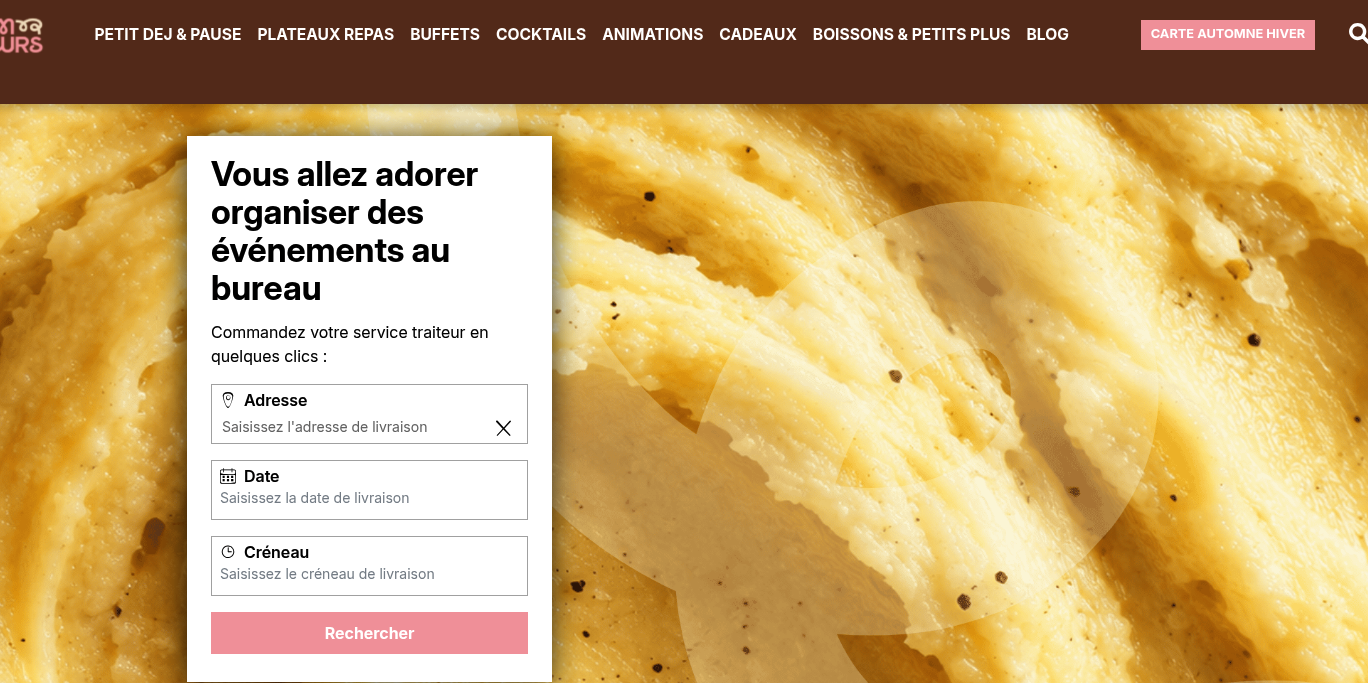 PETIT DEJ & PAUSE PLATEAUX REPAS BUFFETS COCKTAILS ANIMATIONS CADEAUX BOISSONS & PETITS PLUS BLOG CARTE AUTOMNE HIVER
Vous allez adorer
organiser des
événements au
bureau
Commandez votre service traiteur en
quelques clics :
Adresse
Saisissez l'adresse de livraison
Date
Saisissez la date de livraison
Créneau
Saisissez le créneau de livraison
Rechercher